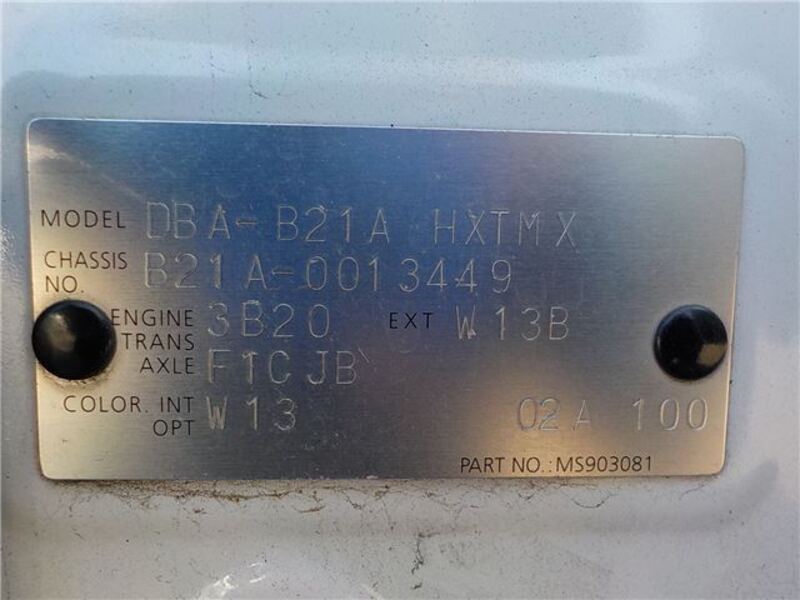 MODEL DBA-B21A HXTMX
CHASSIS NO. B21A-0013449
ENGINE 3B20 EXT W13B
TRANS AXLE F1CJB
COLOR. INT W13 02A 100
OPT
PART NO.: MS903081